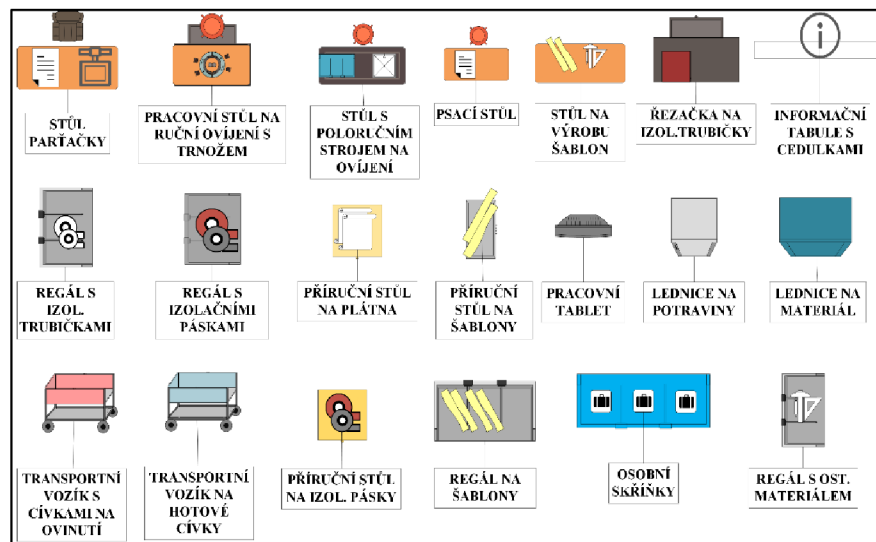 STŮL
PARŤAČKY
PRACOVNÍ STŮL NA
RUČNÍ OVÍJENÍ S
TRNOŽEM
STŮL S
POLORUČNÍM
STROJEM NA
OVÍJENÍ
PSACÍ STŮL
STŮL NA
VÝROBU
ŠABLON
ŘEZAČKA NA
IZOL.TRUBIČKY
INFORMAČNÍ
TABULE S
CEDULKAMI
REGÁL S
IZOL.
TRUBIČKAMI
REGÁL S
IZOLAČNÍMI
PÁSKAMI
PŘÍRUČNÍ STŮL
NA PLÁTNA
PŘÍRUČNÍ
STŮL NA
ŠABLONY
PRACOVNÍ
TABLET
LEDNICE NA
POTRAVINY
LEDNICE NA
MATERIÁL
TRANSPORTNÍ
VOZÍK S
CÍVKAMI NA
OVINUTÍ
TRANSPORTNÍ
VOZÍK NA
HOTOVÉ
CÍVKY
PŘÍRUČNÍ STŮL
NA IZOL. PÁSKY
REGÁL NA
ŠABLONY
OSOBNÍ
SKŘÍŇKY
REGÁL S OST.
MATERIÁLEM